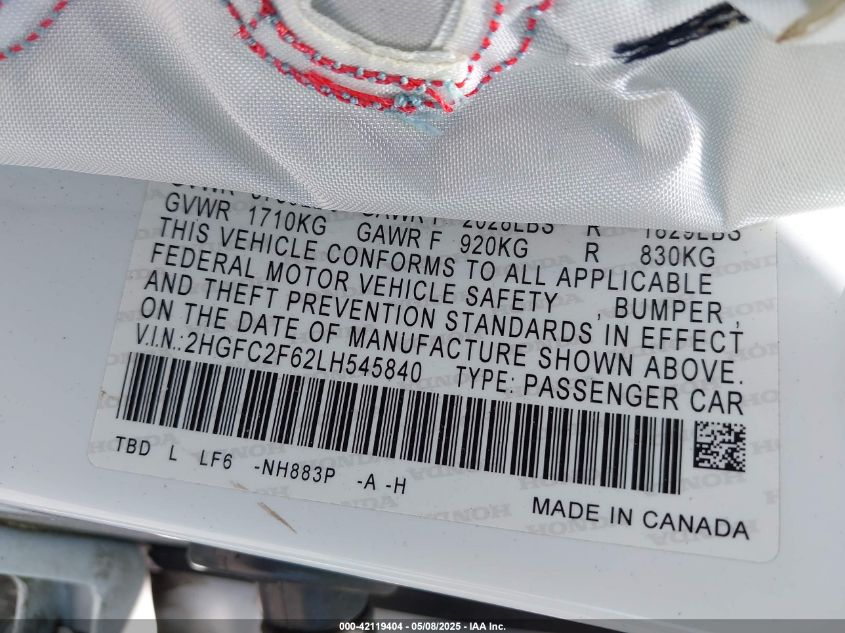 GVWR 1710KG GAWR F 920KG R 830KG
THIS VEHICLE CONFORMS TO ALL APPLICABLE
FEDERAL MOTOR VEHICLE SAFETY , BUMPER ,
AND THEFT PREVENTION STANDARDS IN EFFECT
ON THE DATE OF MANUFACTURE SHOWN ABOVE.
V.I.N.:2HGFC2F62LH545840 TYPE: PASSENGER CAR
TBD L LF6 -NH883P -A -H
MADE IN CANADA
000-42119404 - 05/08/2025 - IAA Inc.